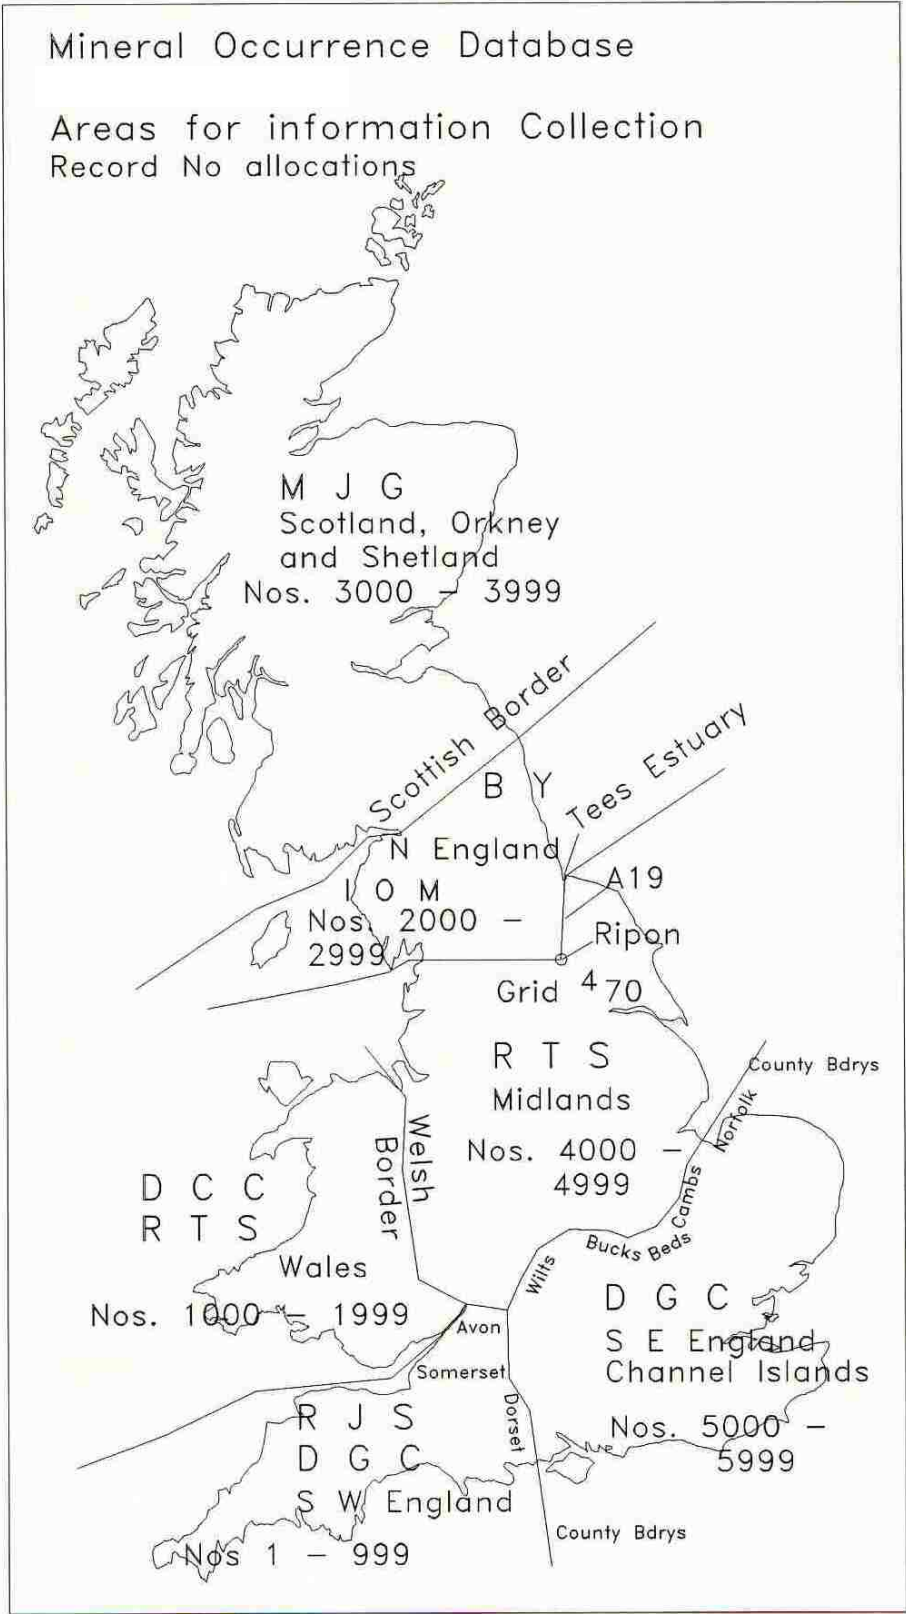 Mineral Occurrence Database
Areas for information Collection
Record No allocations
M J G
Scotland, Orkney
and Shetland
Nos. 3000 - 3999
Scottish Border
B Y
Tees Estuary
N England
A19
I O M
Nos. 2000 -
2999
Ripon
Grid 470
R T S
Midlands
Nos. 4000 -
4999
County Bdrys
Norfolk
Cambs
Beds
Bucks
Wilts
Welsh
Border
D C C
R T S
Wales
Nos. 1000 - 1999
Avon
Somerset
Dorset
D G C
S E England
Channel Islands
Nos. 5000 -
5999
R J S
D G C
S W England
Nos 1 - 999
County Bdrys